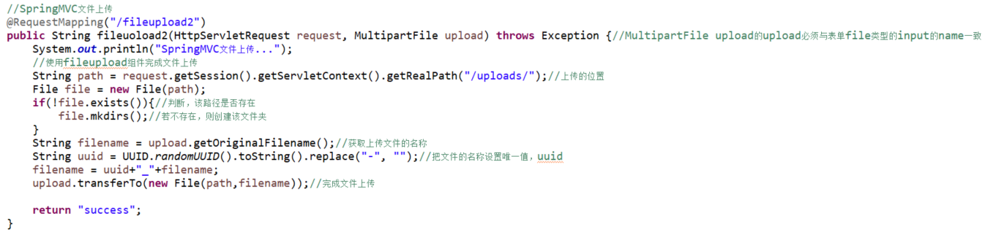 //SpringMVC文件上传
@RequestMapping("/fileupload2")
public String fileuoload2(HttpServletRequest request, MultipartFile upload) throws Exception {//MultipartFile upload的upload必须与表单file类型的input的name一致
    System.out.println("SpringMVC文件上传...");
    //使用fileupload组件完成文件上传
    String path = request.getSession().getServletContext().getRealPath("/uploads/");//上传的位置
    File file = new File(path);
    if(!file.exists()){//判断，该路径是否存在
        file.mkdirs();//若不存在，则创建该文件夹
    }
    String filename = upload.getOriginalFilename();//获取上传文件的名称
    String uuid = UUID.randomUUID().toString().replace("-", "");//把文件的名称设置唯一值，uuid
    filename = uuid+"_"+filename;
    upload.transferTo(new File(path,filename));//完成文件上传

    return "success";
}